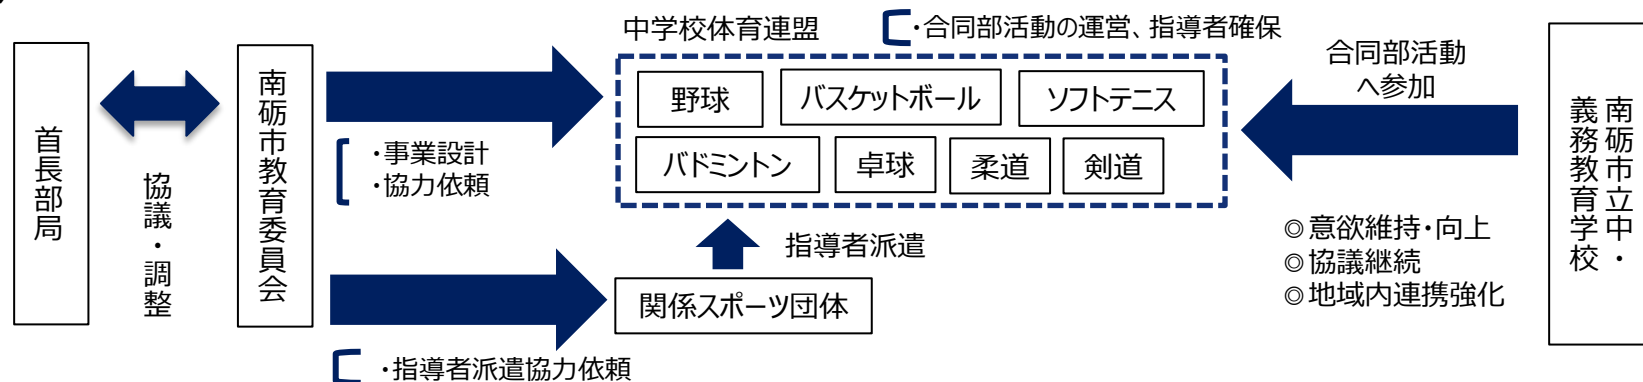 首長部局
協議・調整
南砺市教育委員会
・事業設計
・協力依頼
・指導者派遣協力依頼
中学校体育連盟
・合同部活動の運営、指導者確保
野球
バスケットボール
ソフトテニス
バドミントン
卓球
柔道
剣道
指導者派遣
関係スポーツ団体
合同部活動
へ参加
◎意欲維持・向上
◎協議継続
◎地域内連携強化
南砺市立中・
義務教育学校